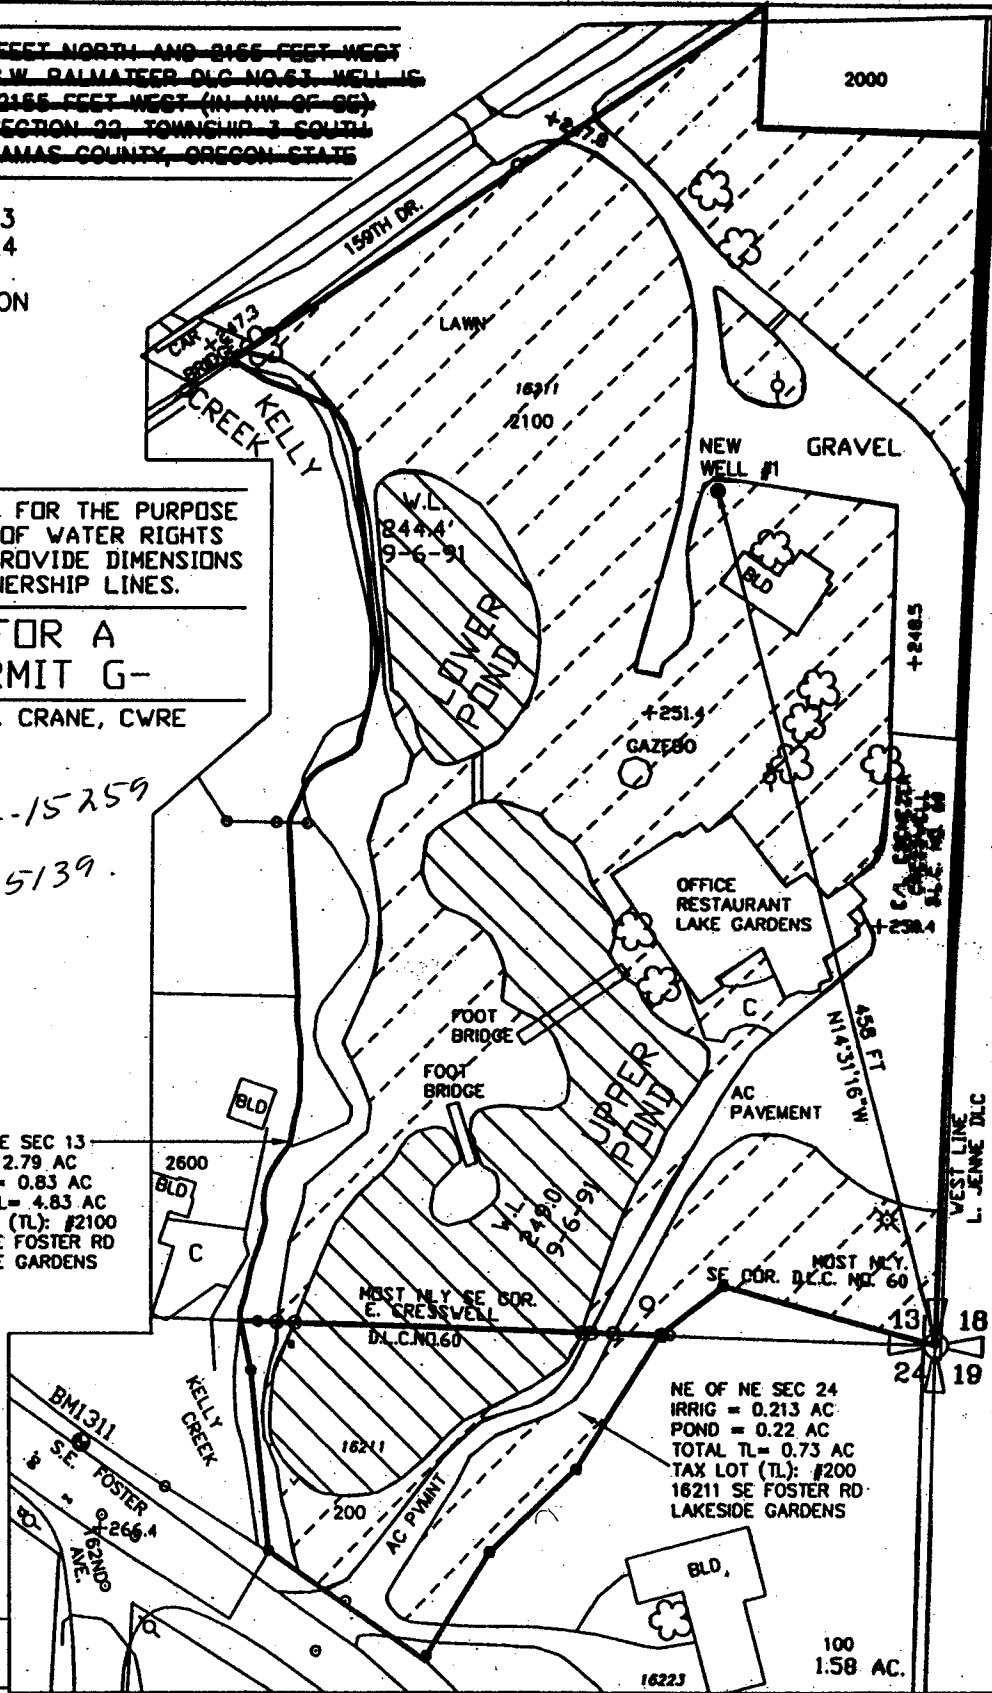 FEET NORTH AND 2155 FEET WEST
S.W. BALMATEER DLC NO.63. WELL IS
2155 FEET WEST (IN NW OF SE)
SECTION 22, TOWNSHIP 3 SOUTH
AMAS COUNTY, OREGON STATE
2000
+247.8
3
4
ON
159TH DR.
CAR
BRIDGE
+247.3
KELLY
CREEK
LAWN
16311
2100
NEW
WELL #1
GRAVEL
FOR THE PURPOSE
OF WATER RIGHTS
ROVIDE DIMENSIONS
NERSHIP LINES.
W.L.
244.4'
9-6-91
BLD
FOR A
RMIT G-
LOWER
POND
+248.5
. CRANE, CWRE
+251.4
GAZEBO
-15259
5139.
OFFICE
RESTAURANT
LAKE GARDENS
D.L.C. NO. 60
+258.4
C
FOOT
BRIDGE
458 FT
N14°31'16"W
FOOT
BRIDGE
UPPER
POND
AC
PAVEMENT
BLD
WEST LINE
L. JENNE DLC
E SEC 13
2.79 AC
= 0.83 AC
L= 4.83 AC
(TL): #2100
E FOSTER RD
E GARDENS
2600
BLD
C
W.L.
249.0'
9-6-91
MOST NLY SE COR.
E. CRESSWELL
D.L.C.NO.60
MOST NLY.
SE COR. D.L.C. NO. 60
13 18
24 19
KELLY
CREEK
NE OF NE SEC 24
IRRIG = 0.213 AC
POND = 0.22 AC
TOTAL TL= 0.73 AC
TAX LOT (TL): #200
16211 SE FOSTER RD
LAKESIDE GARDENS
BM1311
S.E. FOSTER
16211
200
AC PVMNT
+266.4
162ND
AVE.
BLD.
100
1.58 AC.
16223